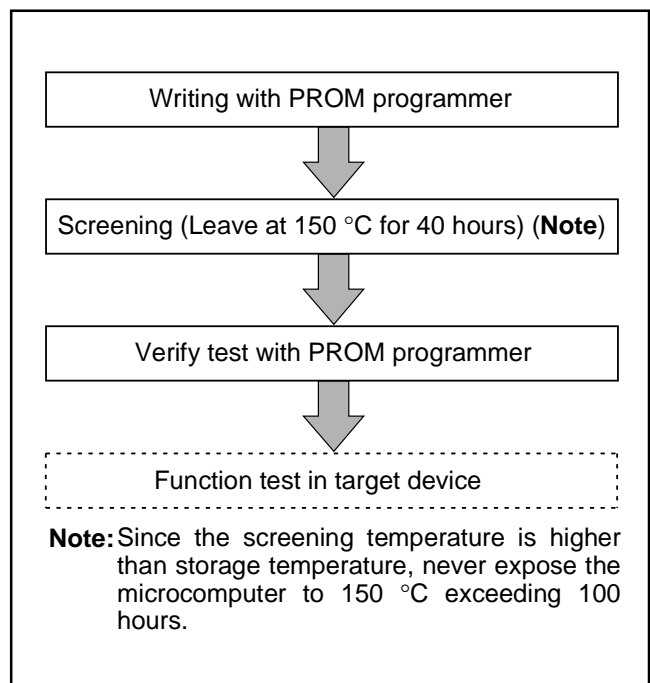 Writing with PROM programmer
Screening (Leave at 150 °C for 40 hours) (Note)
Verify test with PROM programmer
Function test in target device
Note: Since the screening temperature is higher
than storage temperature, never expose the
microcomputer to 150 °C exceeding 100
hours.